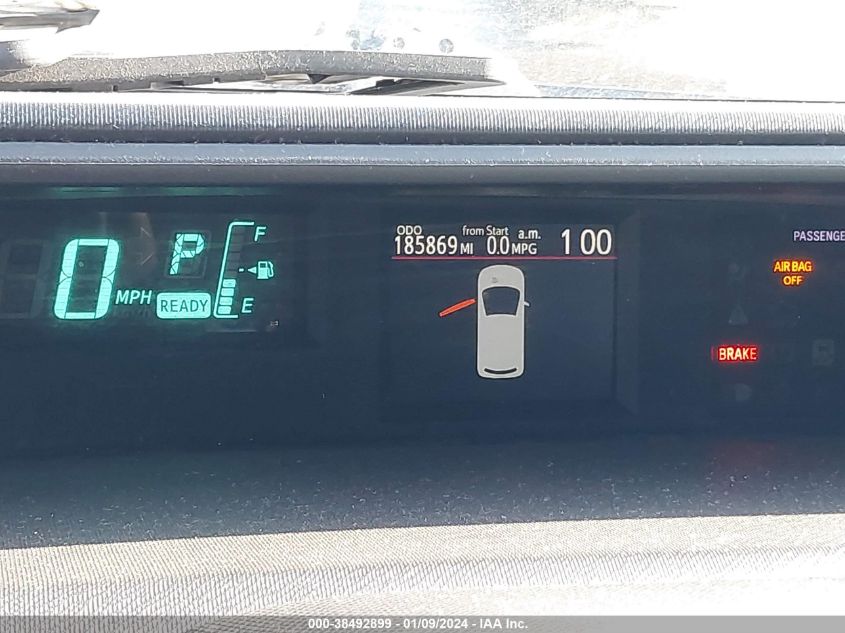 0 MPH
P
READY
F
E
ODO from Start a.m.
185869 MI 0.0 MPG 1 00
PASSENGE
AIR BAG
OFF
BRAKE
000-38492899 - 01/09/2024 - IAA Inc.